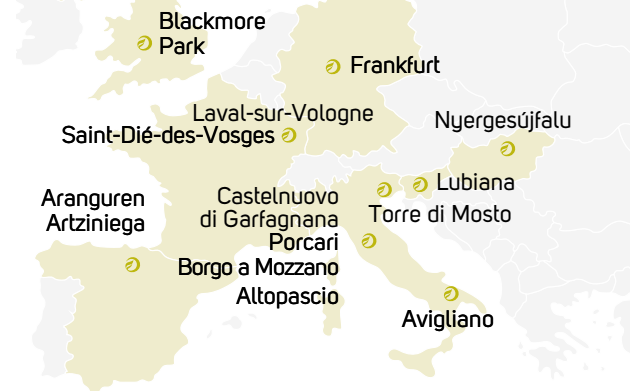 Blackmore
Park
Frankfurt
Laval-sur-Vologne
Saint-Dié-des-Vosges
Nyergesújfalu
Lubiana
Torre di Mosto
Aranguren
Artziniega
Castelnuovo
di Garfagnana
Porcari
Borgo a Mozzano
Altopascio
Avigliano